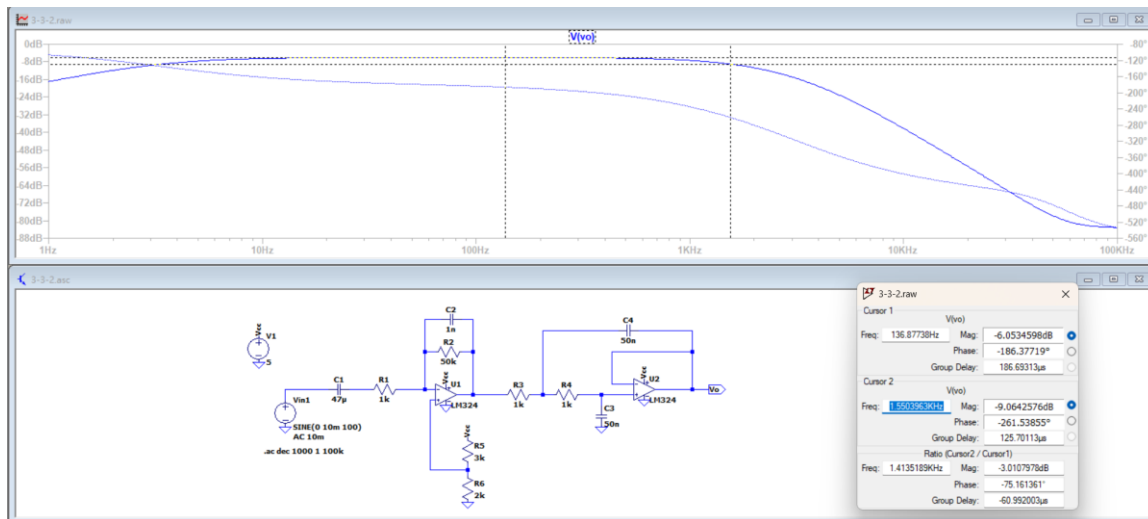 3-3-2.raw
V(vo)
0dB
-8dB
-16dB
-24dB
-32dB
-40dB
-48dB
-56dB
-64dB
-72dB
-80dB
-88dB
-80°
-120°
-160°
-200°
-240°
-280°
-320°
-360°
-400°
-440°
-480°
-520°
-560°
1Hz 10Hz 100Hz 1KHz 10KHz 100KHz
3-3-2.asc
Vcc
V1
5
Vin1
SINE(0 10m 100)
AC 10m
.ac dec 1000 1 100k
C1
47µ
R1
1k
C2
1n
R2
50k
Vcc
U1
LM324
Vcc
R5
3k
R6
2k
R3
1k
R4
1k
C4
50n
C3
50n
Vcc
U2
LM324
Vo
3-3-2.raw
Cursor 1
V(vo)
Freq: 136.87738Hz Mag: -6.0534598dB
Phase: -186.37719°
Group Delay: 186.69313µs
Cursor 2
V(vo)
Freq: 1.5503963KHz Mag: -9.0642576dB
Phase: -261.53855°
Group Delay: 125.70113µs
Ratio (Cursor2 / Cursor1)
Freq: 1.4135189KHz Mag: -3.0107978dB
Phase: -75.161361°
Group Delay: -60.992003µs